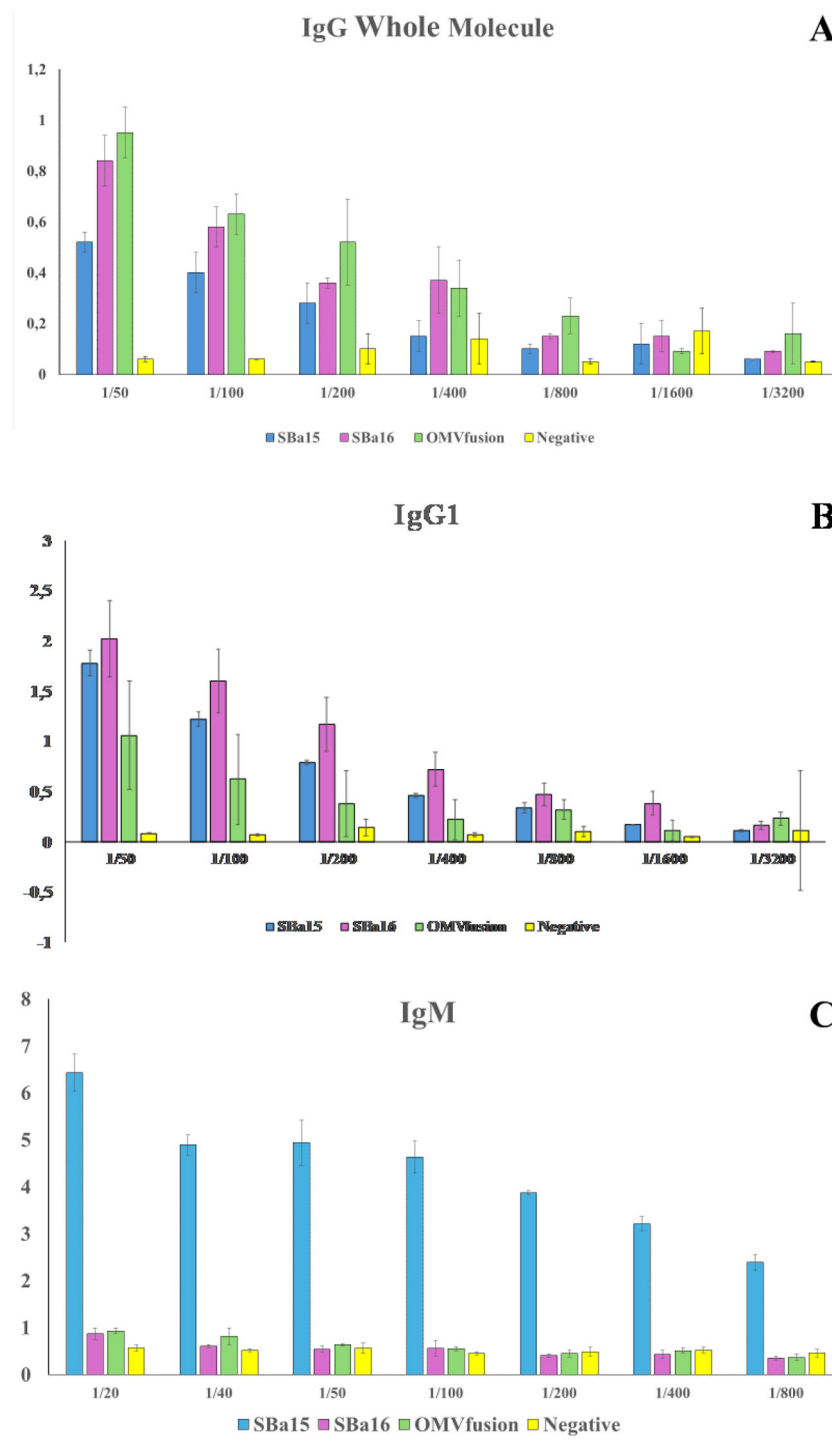 IgG Whole Molecule
A
1,2
1
0,8
0,6
0,4
0,2
0
1/50 1/100 1/200 1/400 1/800 1/1600 1/3200
SBa15 SBa16 OMVfusion Negative
IgG1
B
3
2,5
2
1,5
1
0,5
0
1/50 1/100 1/200 1/400 1/800 1/1600 1/3200
-0,5
-1
SBa15 SBa16 OMVfusion Negative
IgM
C
8
7
6
5
4
3
2
1
0
1/20 1/40 1/50 1/100 1/200 1/400 1/800
SBa15 SBa16 OMVfusion Negative